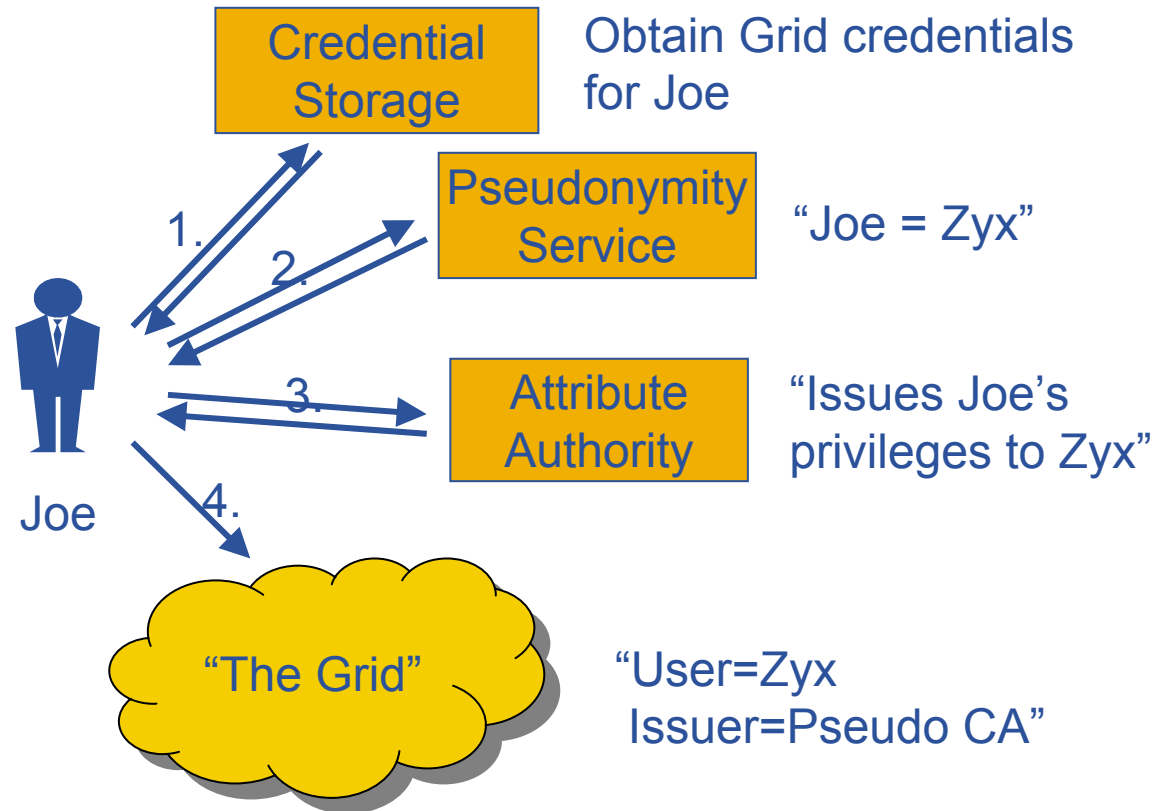 Credential
Storage
Obtain Grid credentials
for Joe
1.
Pseudonymity
Service
“Joe = Zyx”
2.
3.
Attribute
Authority
“Issues Joe’s
privileges to Zyx”
Joe
4.
“The Grid”
“User=Zyx
Issuer=Pseudo CA”